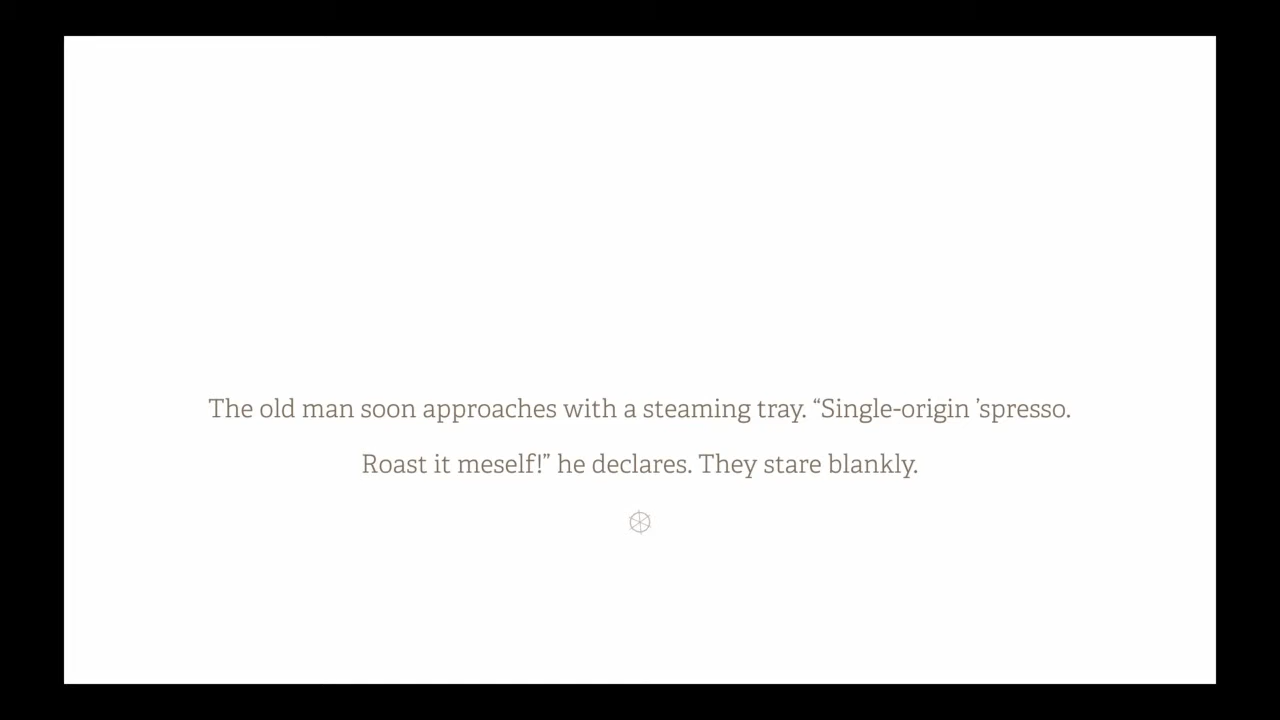 The old man soon approaches with a steaming tray. “Single-origin ’spresso.
Roast it meself!” he declares. They stare blankly.